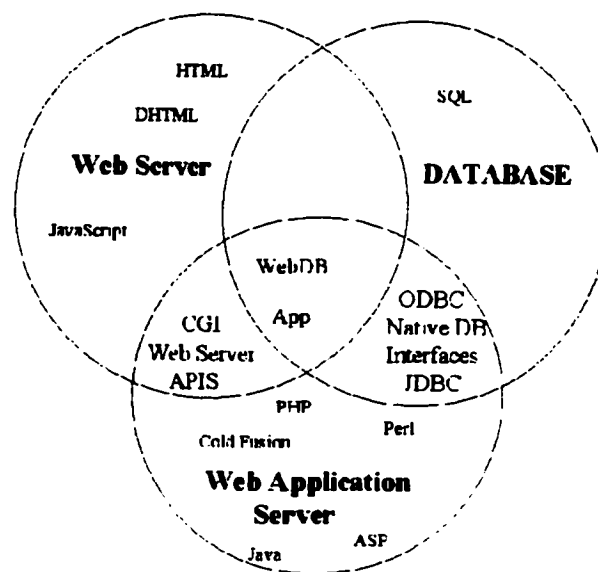 HTML
SQL
DHTML
Web Server
DATABASE
JavaScript
WebDB
App
ODBC
Native DB
Interfaces
JDBC
CGI
Web Server
APIS
PHP
Perl
Cold Fusion
Web Application
Server
ASP
Java